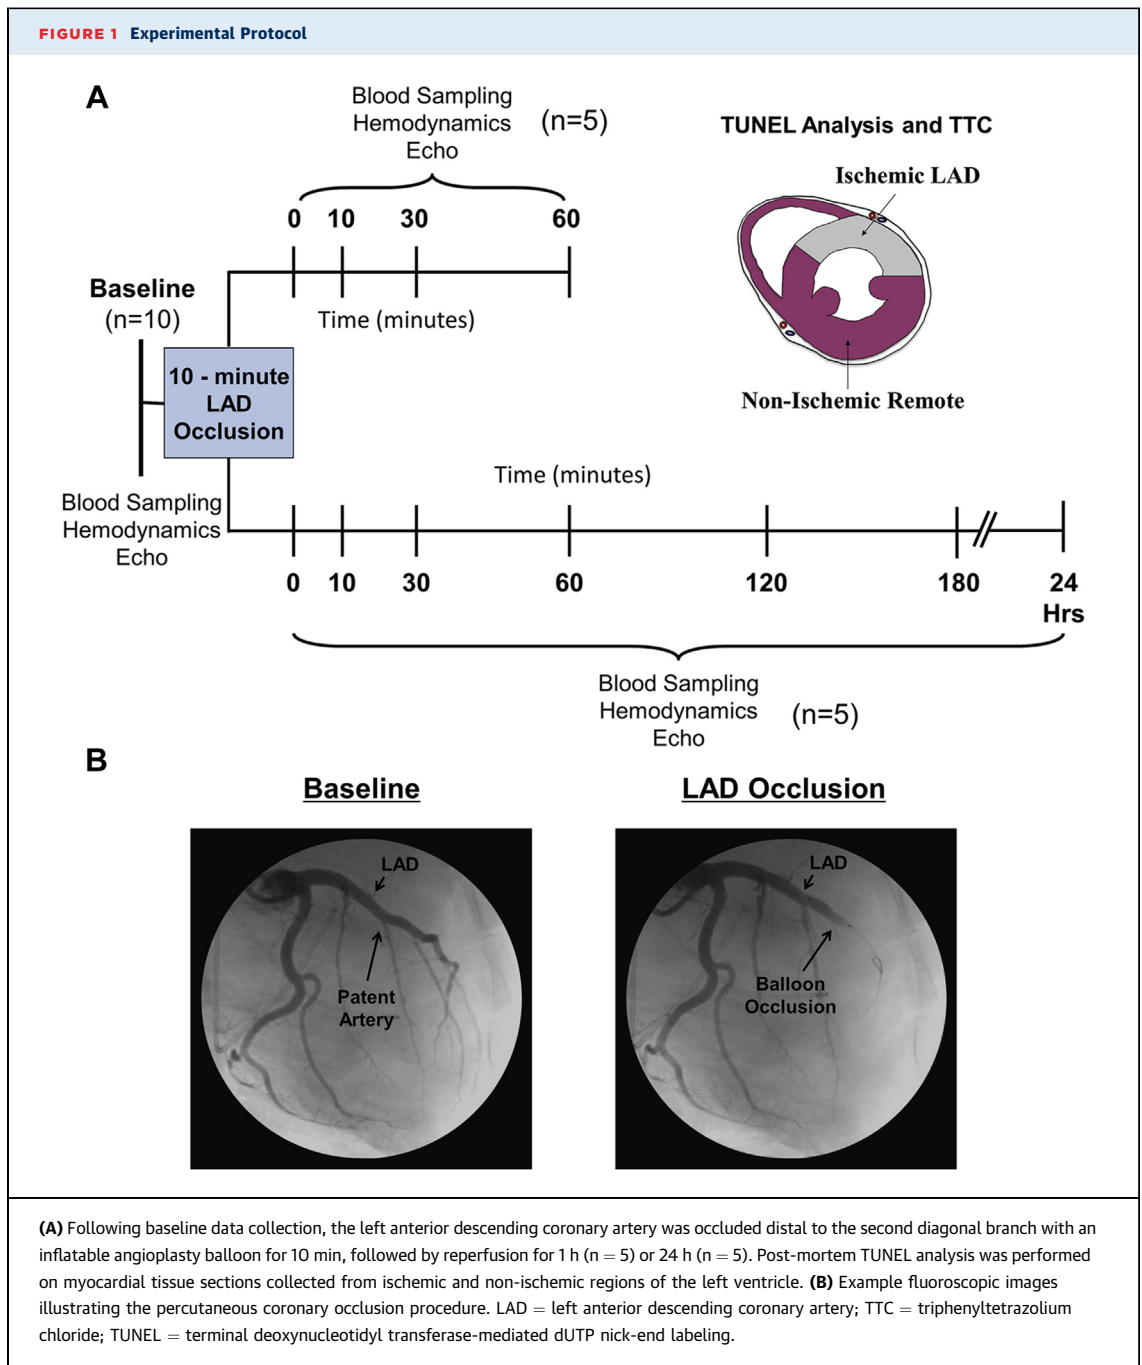 FIGURE 1 Experimental Protocol
A
Blood Sampling
Hemodynamics
Echo
(n=5)
0 10 30 60
Time (minutes)
TUNEL Analysis and TTC
Ischemic LAD
Non-Ischemic Remote
Baseline
(n=10)
10 - minute
LAD
Occlusion
Blood Sampling
Hemodynamics
Echo
Time (minutes)
0 10 30 60 120 180 24
Hrs
Blood Sampling
Hemodynamics
Echo
(n=5)
B
Baseline
LAD
Patent
Artery
LAD Occlusion
LAD
Balloon
Occlusion
(A) Following baseline data collection, the left anterior descending coronary artery was occluded distal to the second diagonal branch with an
inflatable angioplasty balloon for 10 min, followed by reperfusion for 1 h (n = 5) or 24 h (n = 5). Post-mortem TUNEL analysis was performed
on myocardial tissue sections collected from ischemic and non-ischemic regions of the left ventricle. (B) Example fluoroscopic images
illustrating the percutaneous coronary occlusion procedure. LAD = left anterior descending coronary artery; TTC = triphenyltetrazolium
chloride; TUNEL = terminal deoxynucleotidyl transferase-mediated dUTP nick-end labeling.